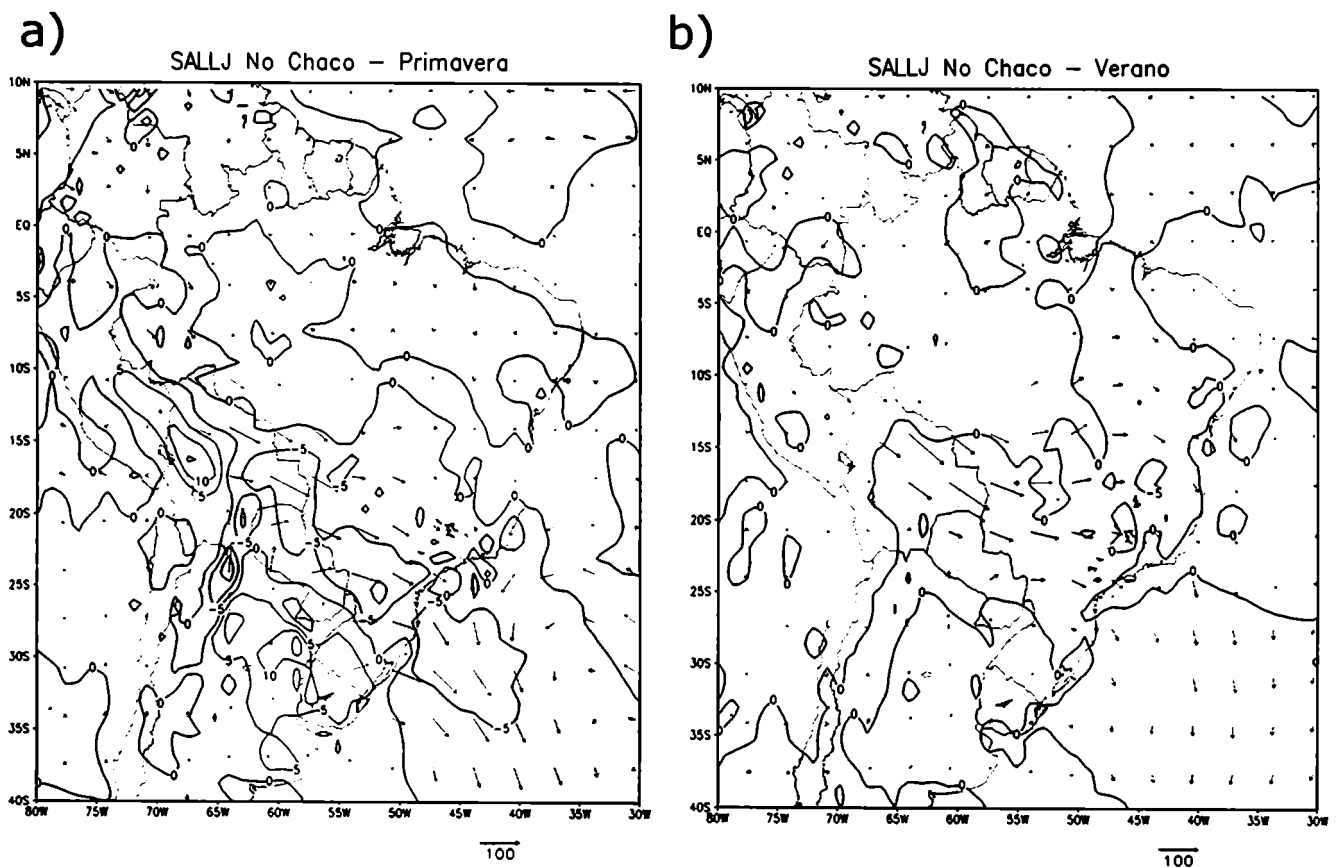 a)
SALLJ No Chaco – Primavera
10N
5N
EQ
5S
10S
15S
20S
25S
30S
35S
40S
80W 75W 70W 65W 60W 55W 50W 45W 40W 35W 30W
100
b)
SALLJ No Chaco – Verano
10N
5N
EQ
5S
10S
15S
20S
25S
30S
35S
40S
80W 75W 70W 65W 60W 55W 50W 45W 40W 35W 30W
100